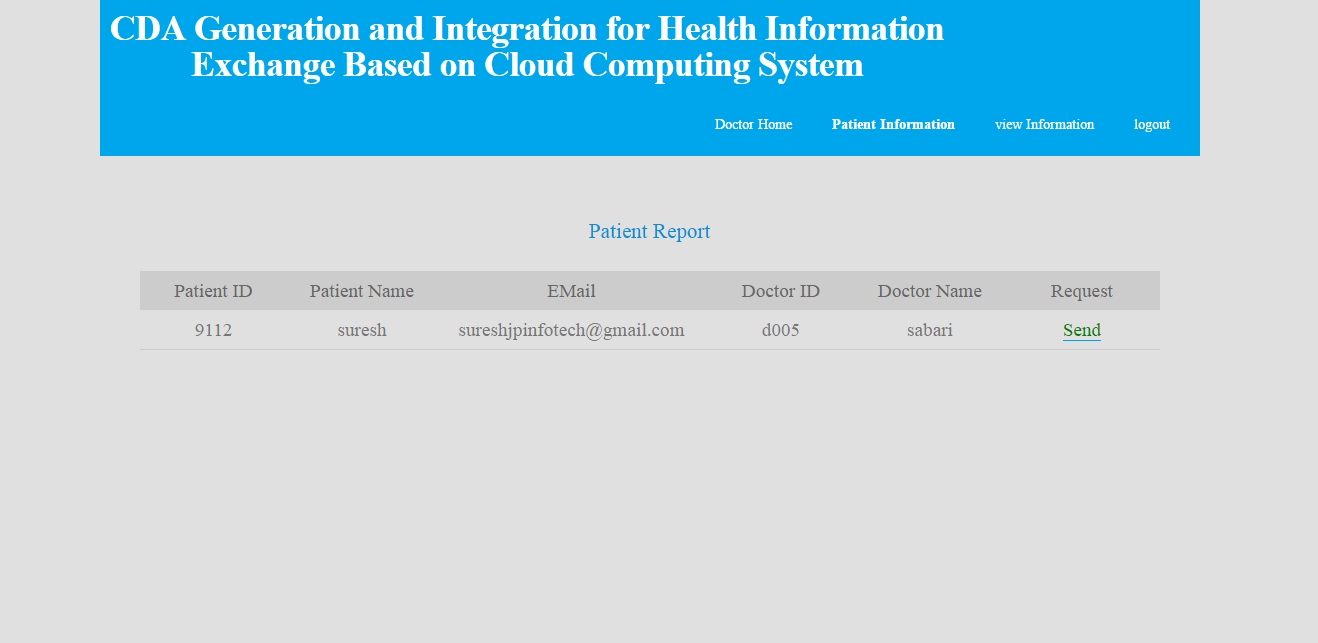 CDA Generation and Integration for Health Information
Exchange Based on Cloud Computing System
Doctor Home Patient Information view Information logout
Patient Report
Patient ID Patient Name EMail Doctor ID Doctor Name Request
9112 suresh sureshjpinfotech@gmail.com d005 sabari Send